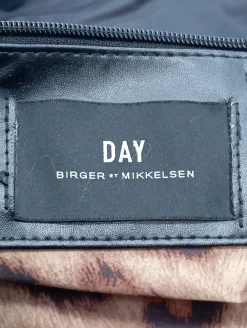 DAY
BIRGER ET MIKKELSEN